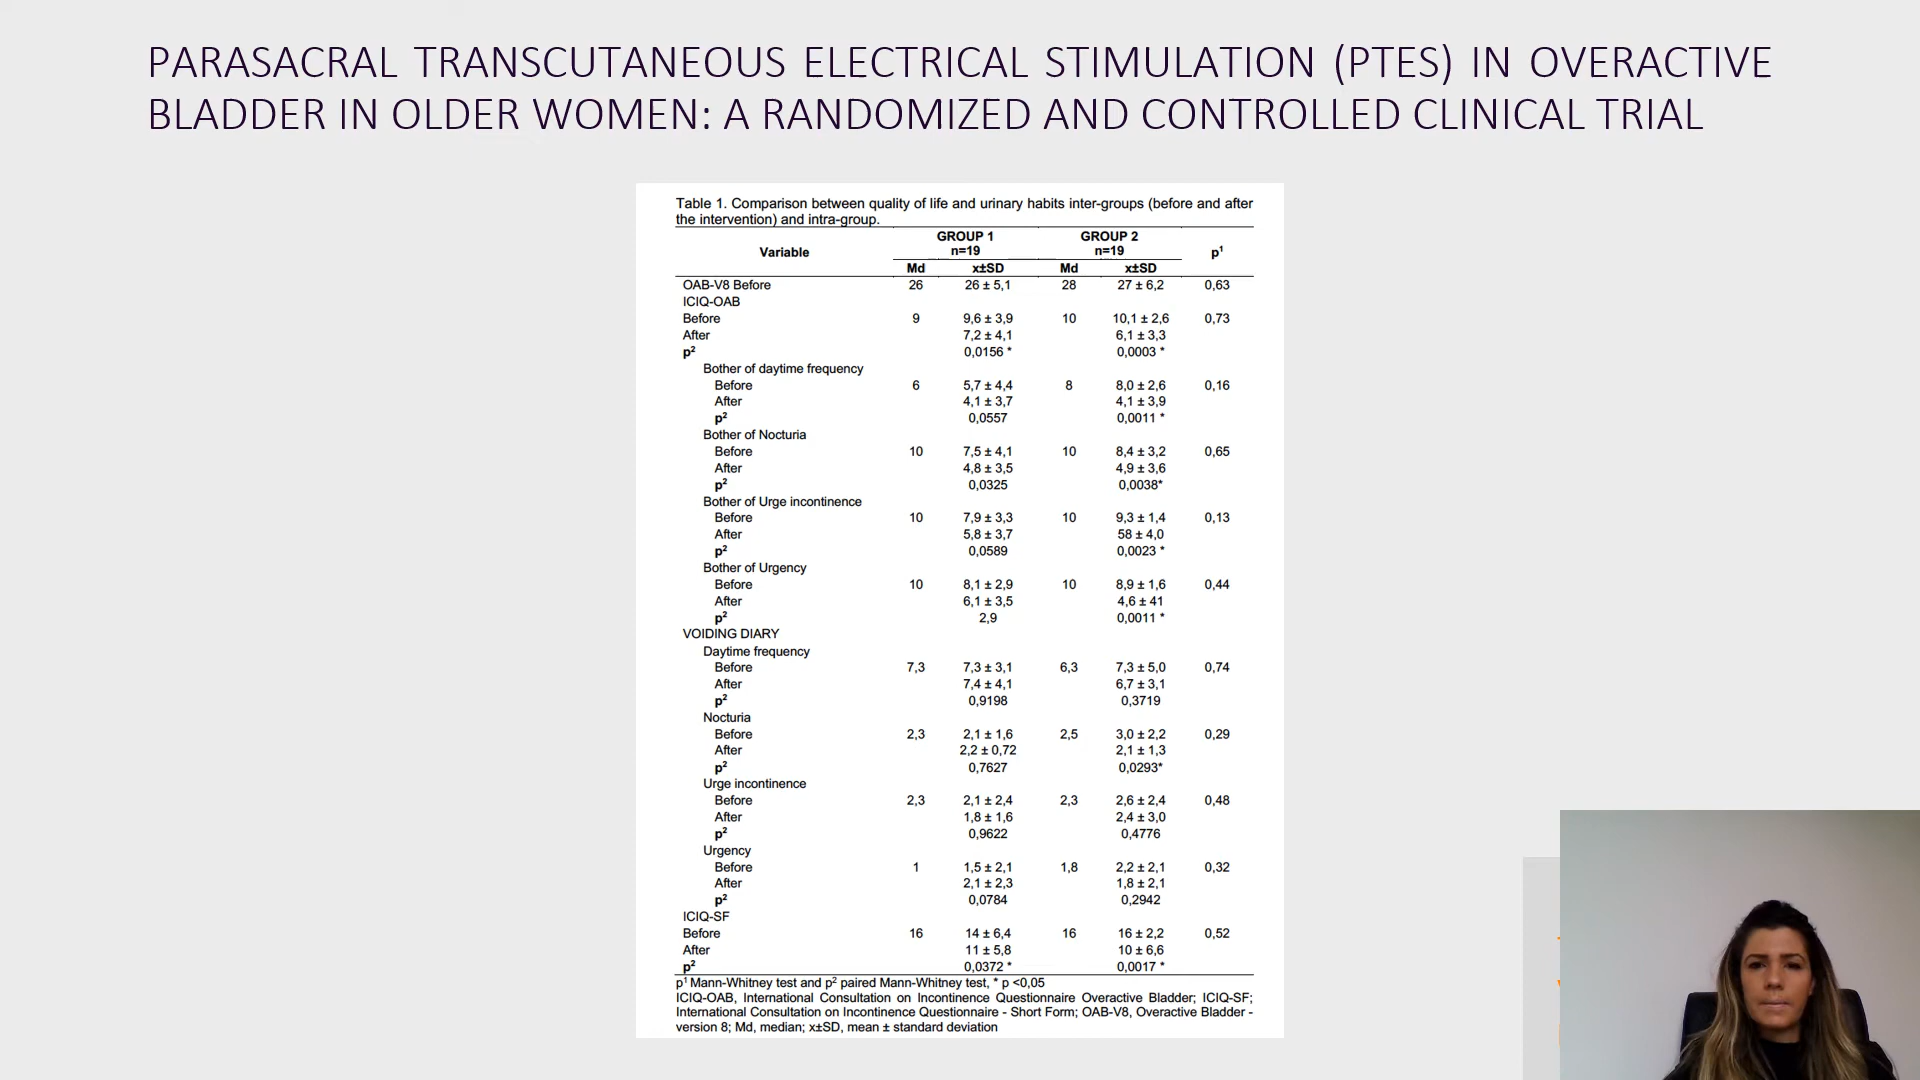 PARASACRAL TRANSCUTANEOUS ELECTRICAL STIMULATION (PTES) IN OVERACTIVE
BLADDER IN OLDER WOMEN: A RANDOMIZED AND CONTROLLED CLINICAL TRIAL
Table 1. Comparison between quality of life and urinary habits inter-groups (before and after
the intervention) and intra-group.
Variable GROUP 1 n=19 GROUP 2 n=19 p¹
Md x±SD Md x±SD
OAB-V8 Before 26 26 ± 5,1 28 27 ± 6,2 0,63
ICIQ-OAB
Before 9 9,6 ± 3,9 10 10,1 ± 2,6 0,73
After 7,2 ± 4,1 6,1 ± 3,3
p² 0,0156 * 0,0003 *
Bother of daytime frequency
Before 6 5,7 ± 4,4 8 8,0 ± 2,6 0,16
After 4,1 ± 3,7 4,1 ± 3,9
p² 0,0557 0,0011 *
Bother of Nocturia
Before 10 7,5 ± 4,1 10 8,4 ± 3,2 0,65
After 4,8 ± 3,5 4,9 ± 3,6
p² 0,0325 0,0038*
Bother of Urge incontinence
Before 10 7,9 ± 3,3 10 9,3 ± 1,4 0,13
After 5,8 ± 3,7 58 ± 4,0
p² 0,0589 0,0023 *
Bother of Urgency
Before 10 8,1 ± 2,9 10 8,9 ± 1,6 0,44
After 6,1 ± 3,5 4,6 ± 41
p² 2,9 0,0011 *
VOIDING DIARY
Daytime frequency
Before 7,3 7,3 ± 3,1 6,3 7,3 ± 5,0 0,74
After 7,4 ± 4,1 6,7 ± 3,1
p² 0,9198 0,3719
Nocturia
Before 2,3 2,1 ± 1,6 2,5 3,0 ± 2,2 0,29
After 2,2 ± 0,72 2,1 ± 1,3
p² 0,7627 0,0293*
Urge incontinence
Before 2,3 2,1 ± 2,4 2,3 2,6 ± 2,4 0,48
After 1,8 ± 1,6 2,4 ± 3,0
p² 0,9622 0,4776
Urgency
Before 1 1,5 ± 2,1 1,8 2,2 ± 2,1 0,32
After 2,1 ± 2,3 1,8 ± 2,1
p² 0,0784 0,2942
ICIQ-SF
Before 16 14 ± 6,4 16 16 ± 2,2 0,52
After 11 ± 5,8 10 ± 6,6
p² 0,0372 * 0,0017 *
p¹ Mann-Whitney test and p² paired Mann-Whitney test, * p <0,05
ICIQ-OAB, International Consultation on Incontinence Questionnaire Overactive Bladder; ICIQ-SF;
International Consultation on Incontinence Questionnaire - Short Form; OAB-V8, Overactive Bladder -
version 8; Md, median; x±SD, mean ± standard deviation